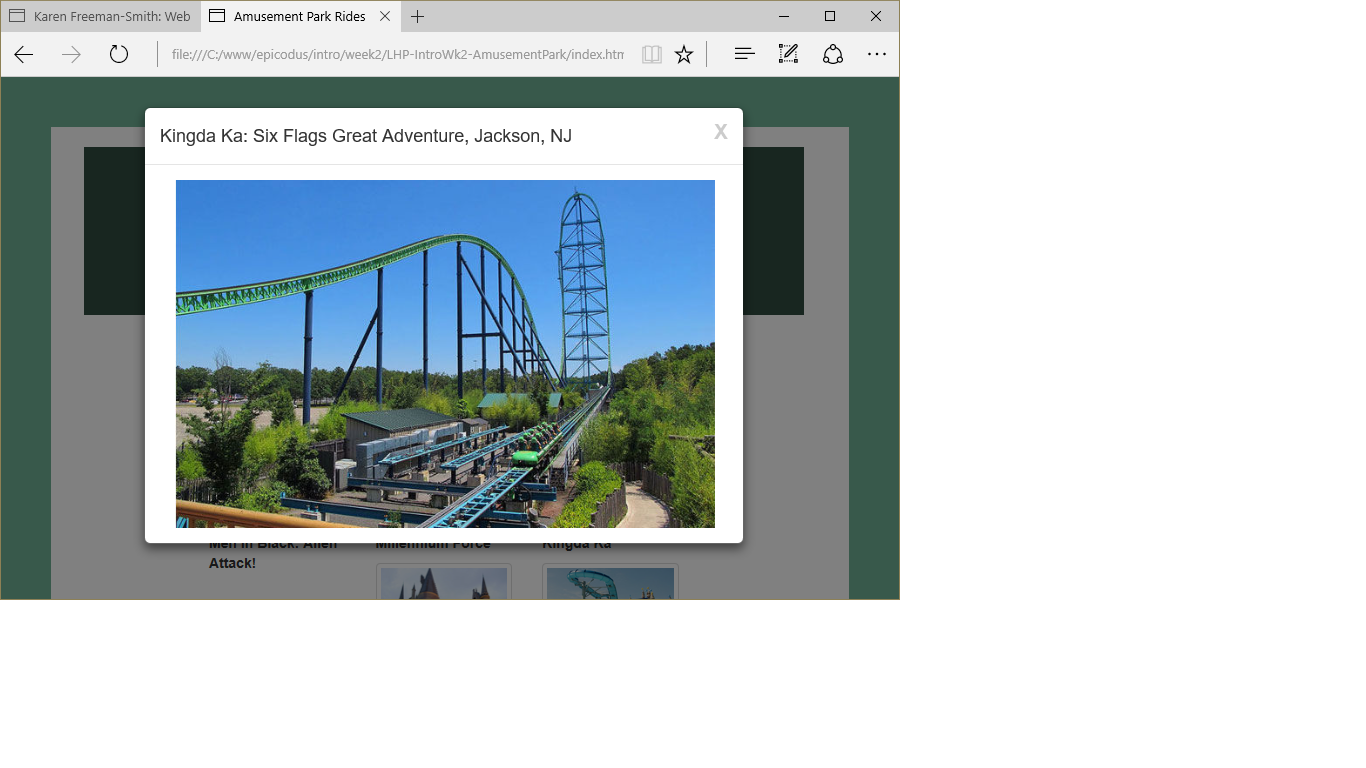 Karen Freeman-Smith: Web
Amusement Park Rides
file:///C:/www/epicodus/intro/week2/LHP-IntroWk2-AmusementPark/index.htm
Kingda Ka: Six Flags Great Adventure, Jackson, NJ
X
Men in Black: Alien
Attack!
Millennium Force
Kingda Ka